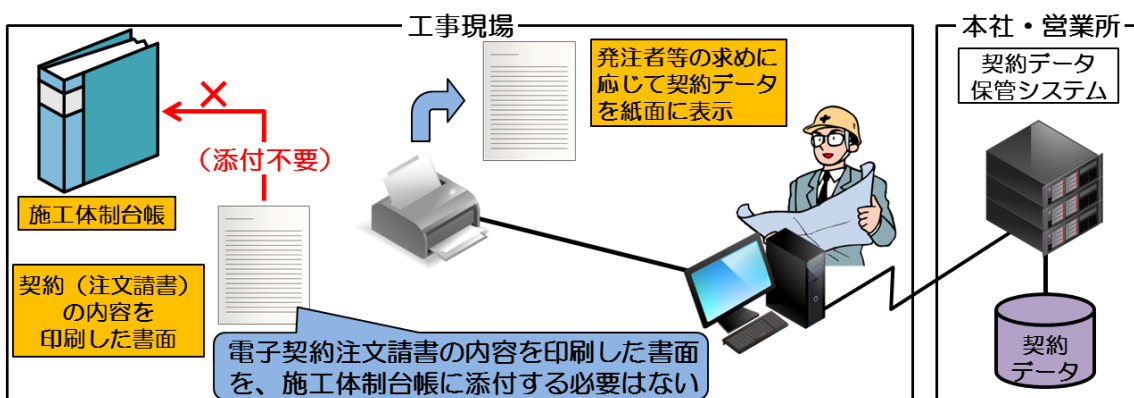 工事現場
本社・営業所
発注者等の求めに
応じて契約データ
を紙面に表示
契約データ
保管システム
(添付不要)
施工体制台帳
契約(注文請書)
の内容を
印刷した書面
電子契約注文請書の内容を印刷した書面
を、施工体制台帳に添付する必要はない
契約
データ